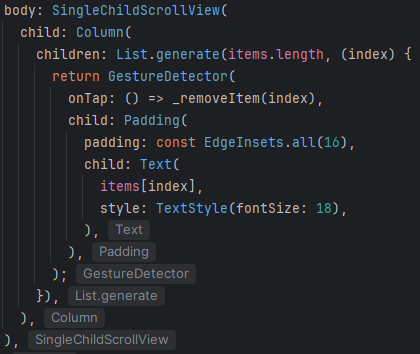 body: SingleChildScrollView(
  child: Column(
    children: List.generate(items.length, (index) {
      return GestureDetector(
        onTap: () => _removeItem(index),
        child: Padding(
          padding: const EdgeInsets.all(16),
          child: Text(
            items[index],
            style: TextStyle(fontSize: 18),
          ), Text
        ), Padding
      ); GestureDetector
    }), List.generate
  ), Column
), SingleChildScrollView